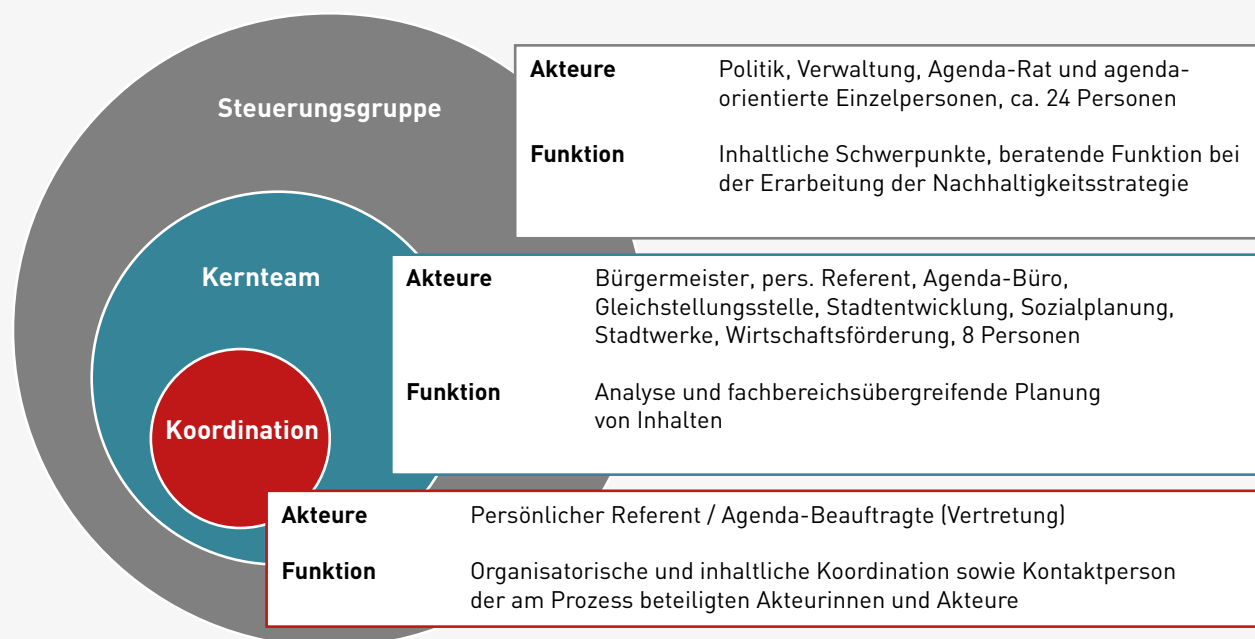 Steuerungsgruppe
Akteure Politik, Verwaltung, Agenda-Rat und agenda-
orientierte Einzelpersonen, ca. 24 Personen
Funktion Inhaltliche Schwerpunkte, beratende Funktion bei
der Erarbeitung der Nachhaltigkeitsstrategie
Kernteam
Akteure Bürgermeister, pers. Referent, Agenda-Büro,
Gleichstellungsstelle, Stadtentwicklung, Sozialplanung,
Stadtwerke, Wirtschaftsförderung, 8 Personen
Funktion Analyse und fachbereichsübergreifende Planung
von Inhalten
Koordination
Akteure Persönlicher Referent / Agenda-Beauftragte (Vertretung)
Funktion Organisatorische und inhaltliche Koordination sowie Kontaktperson
der am Prozess beteiligten Akteurinnen und Akteure